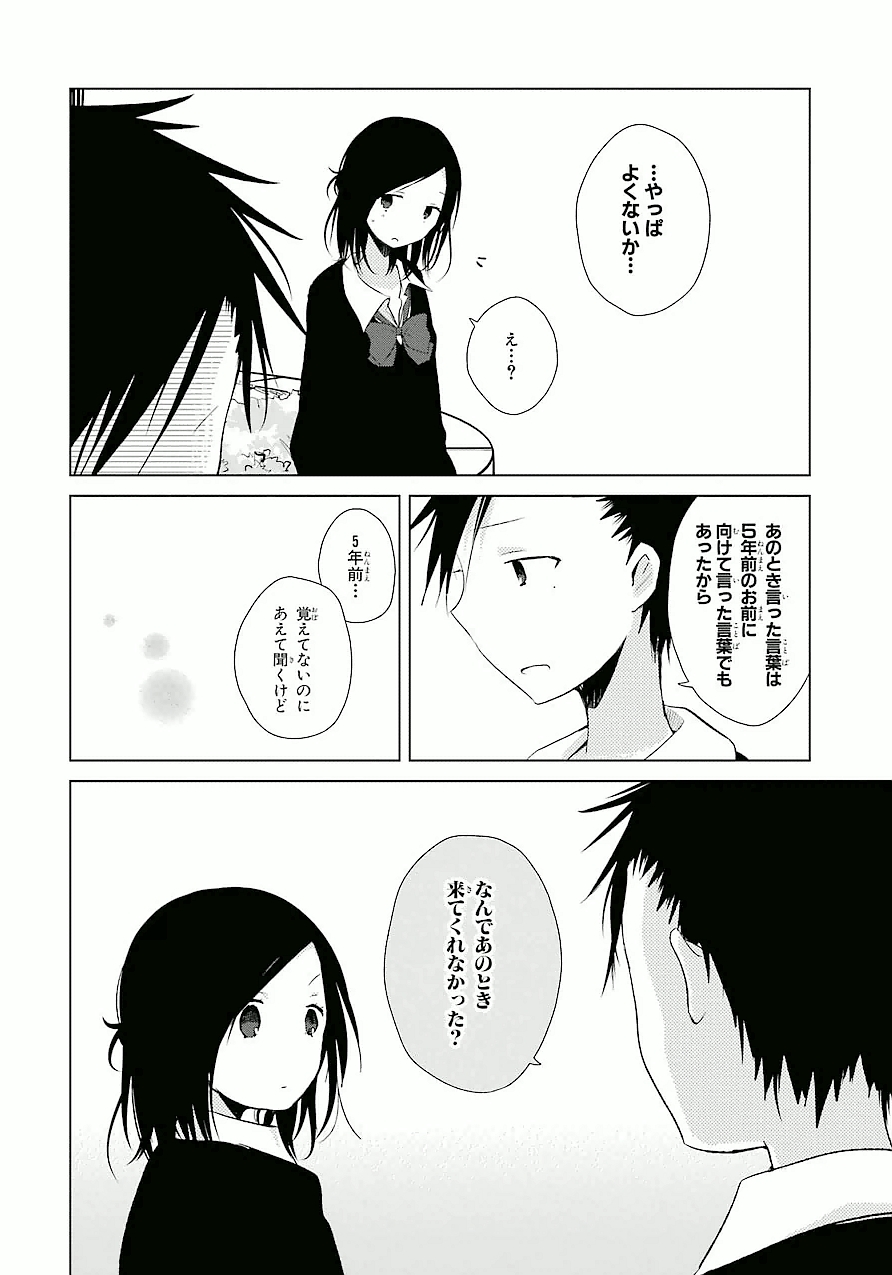 …やっぱ
よくないか…
え…？
あのとき言った言葉は
5年前のお前に
向けて言った言葉でも
あったから
5年前…
覚えてないのに
あえて聞くけど
なんであのとき
来てくれなかった？